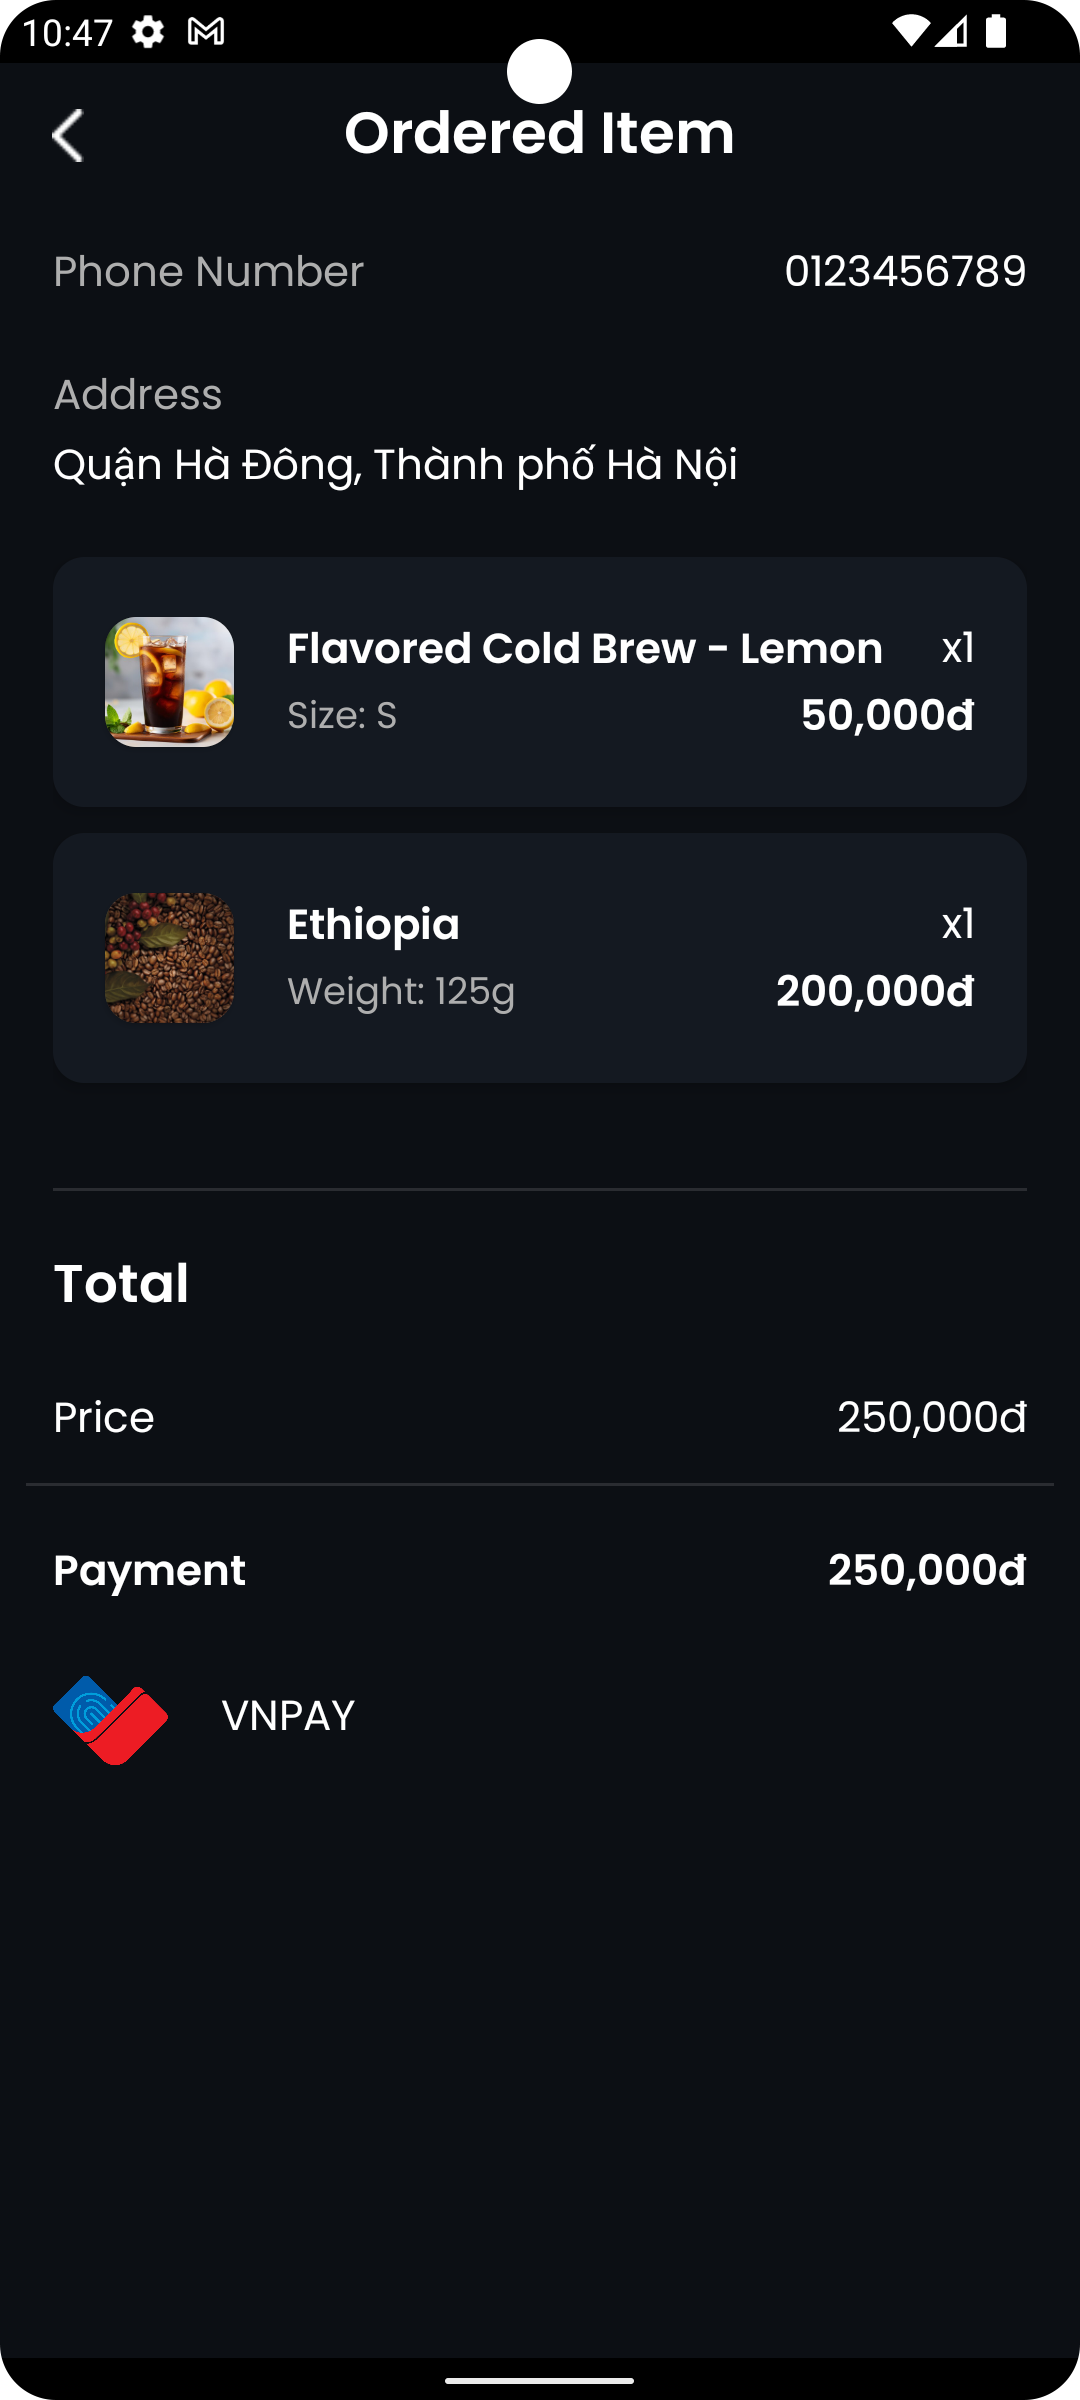 10:47
Ordered Item
Phone Number 0123456789
Address
Quận Hà Đông, Thành phố Hà Nội
Flavored Cold Brew - Lemon x1
Size: S 50,000đ
Ethiopia x1
Weight: 125g 200,000đ
Total
Price 250,000đ
Payment 250,000đ
VNPAY